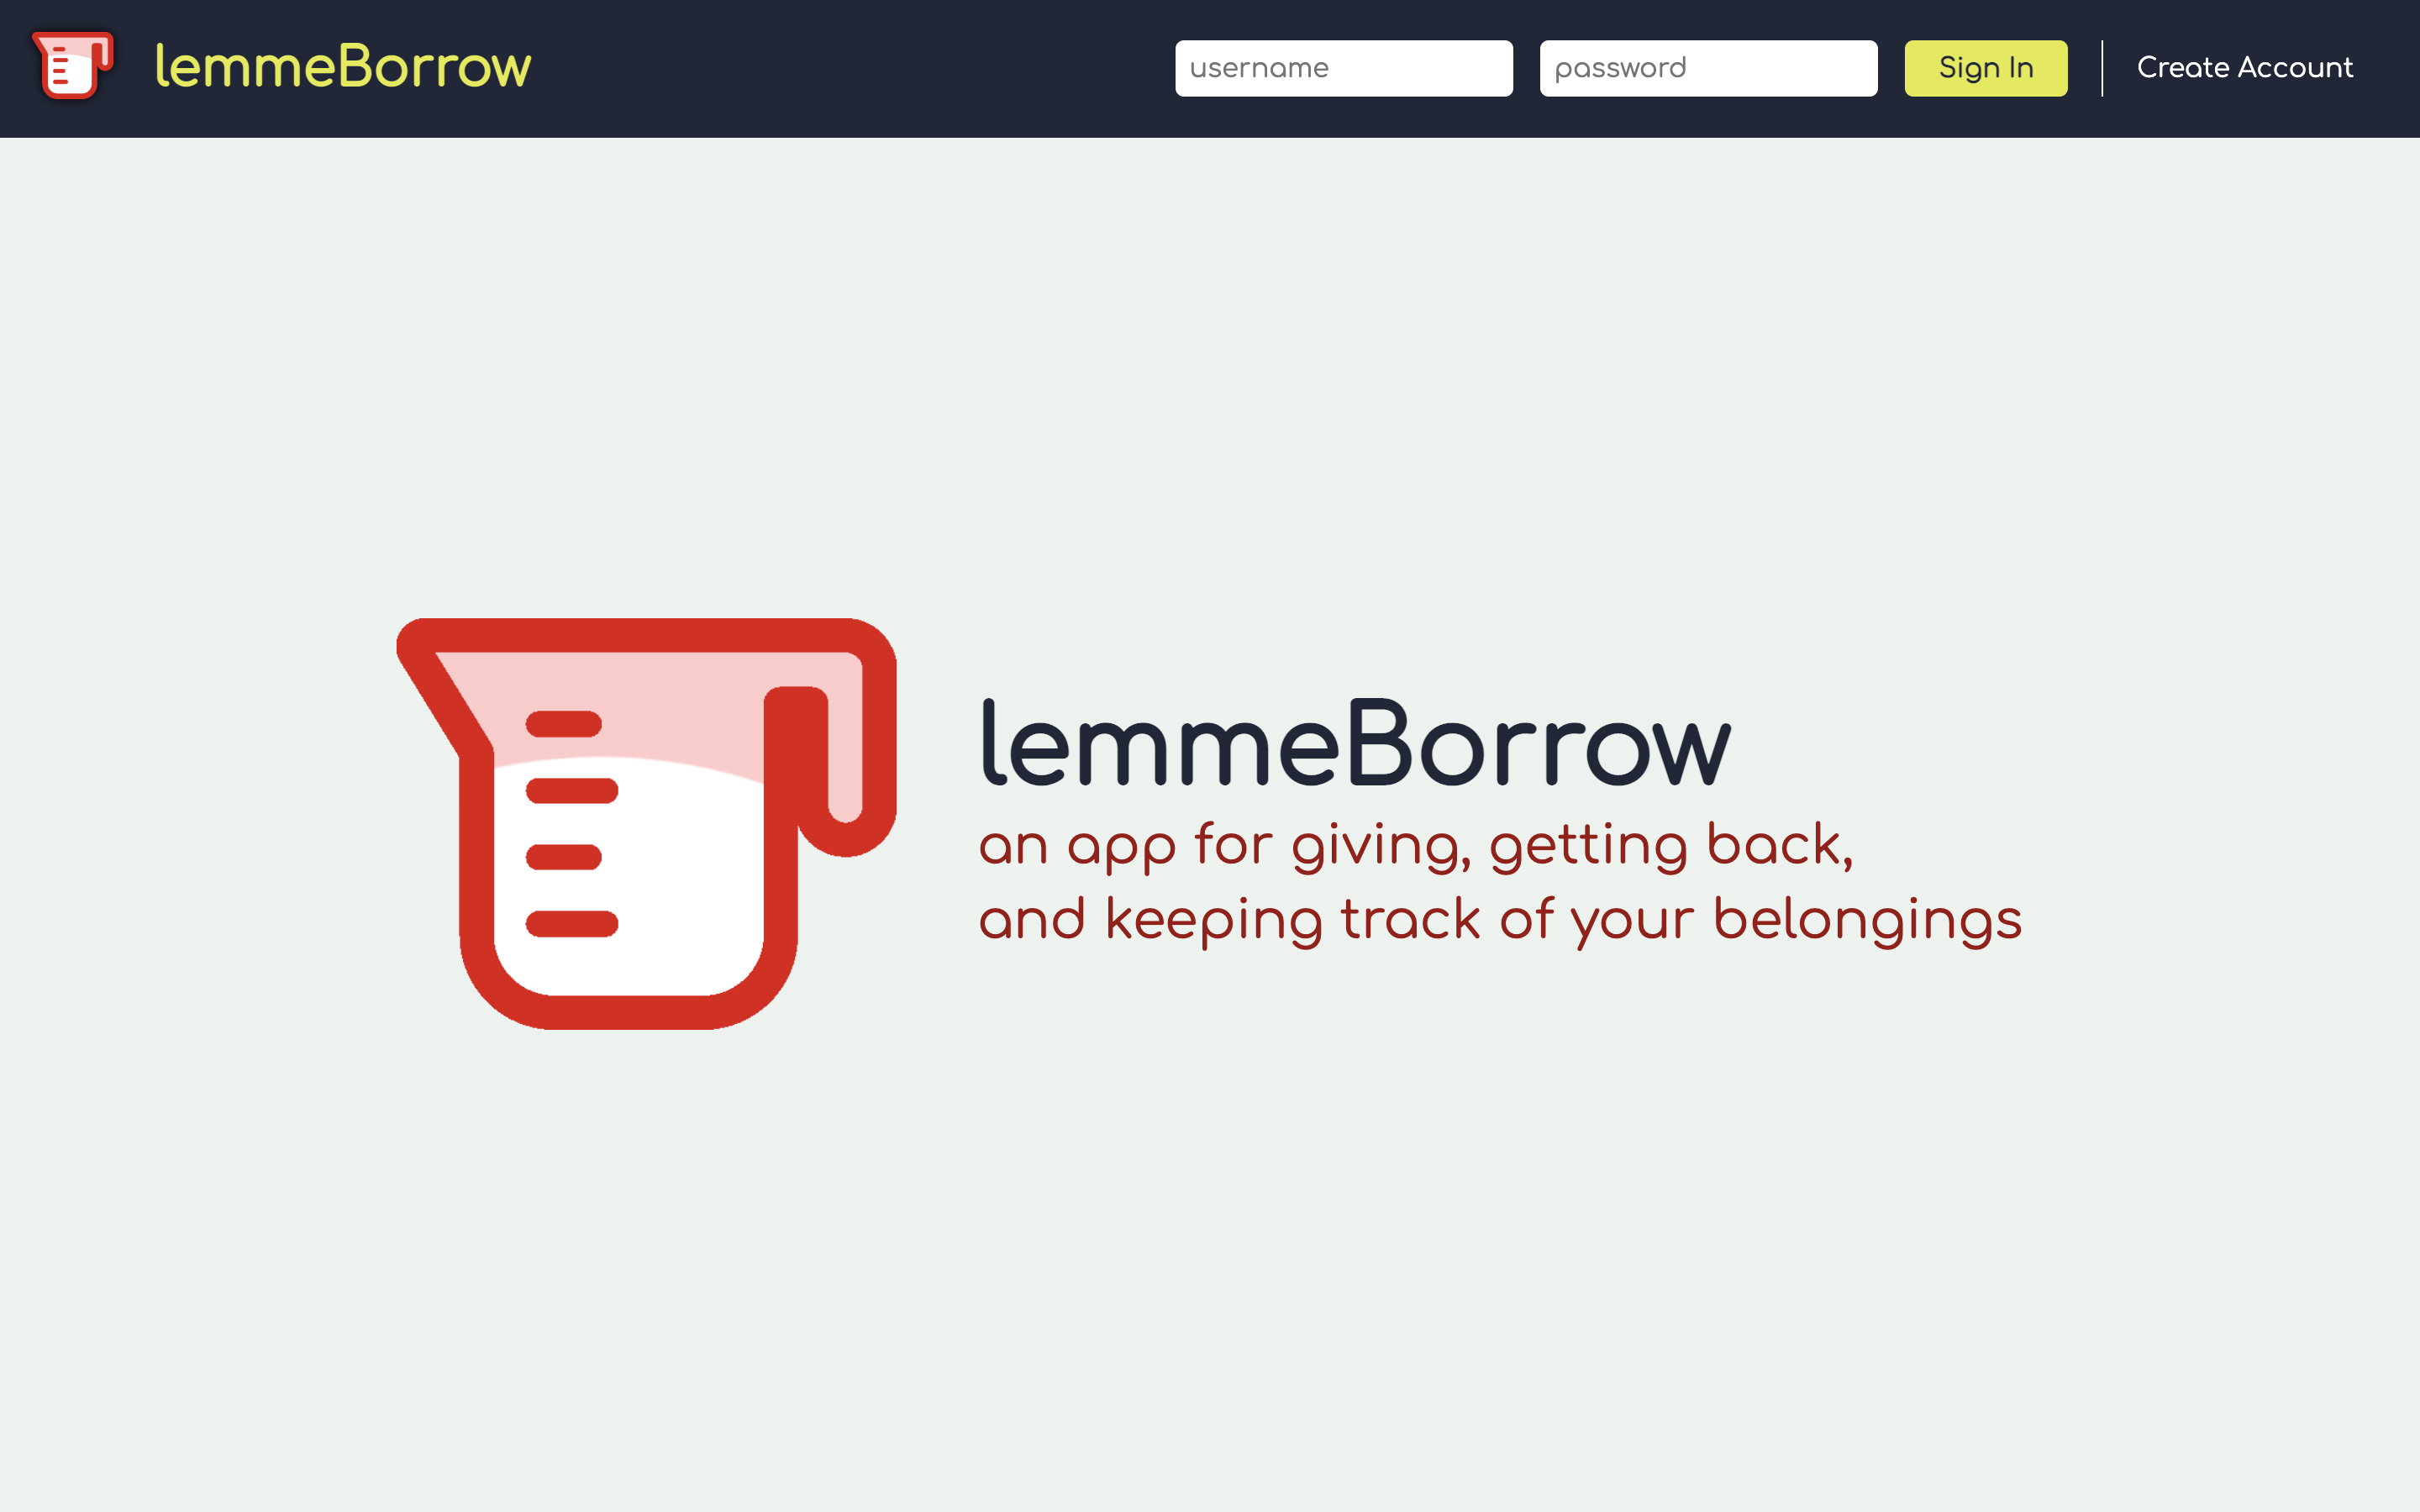 lemmeBorrow
username
password
Sign In
Create Account
lemmeBorrow
an app for giving, getting back,
and keeping track of your belongings